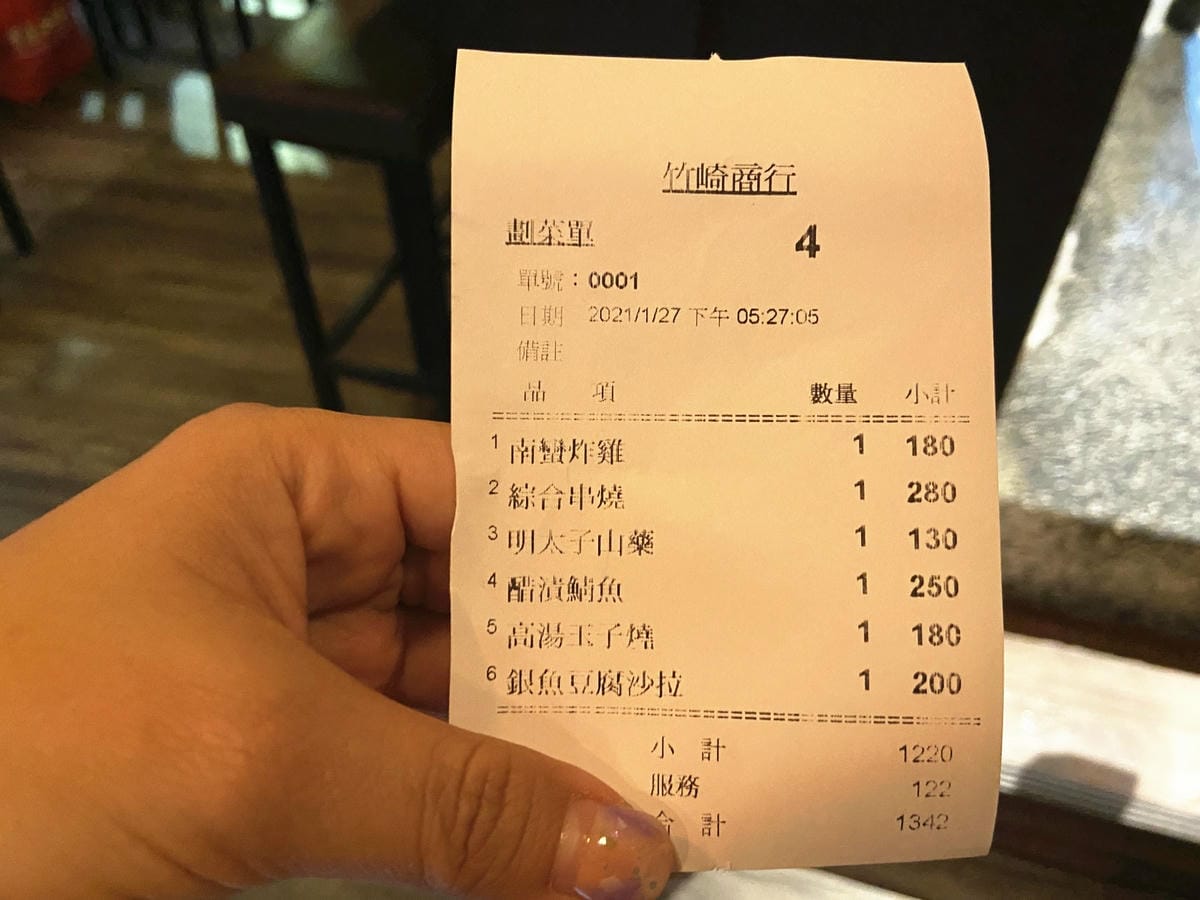 竹崎商行
劃菜單 4
單號：0001
日期 2021/1/27 下午 05:27:05
備註
品 項 數量 小計
1 南蠻炸雞 1 180
2 綜合串燒 1 280
3 明太子山藥 1 130
4 醋漬鯖魚 1 250
5 高湯玉子燒 1 180
6 銀魚豆腐沙拉 1 200
小 計 1220
服務 122
合 計 1342